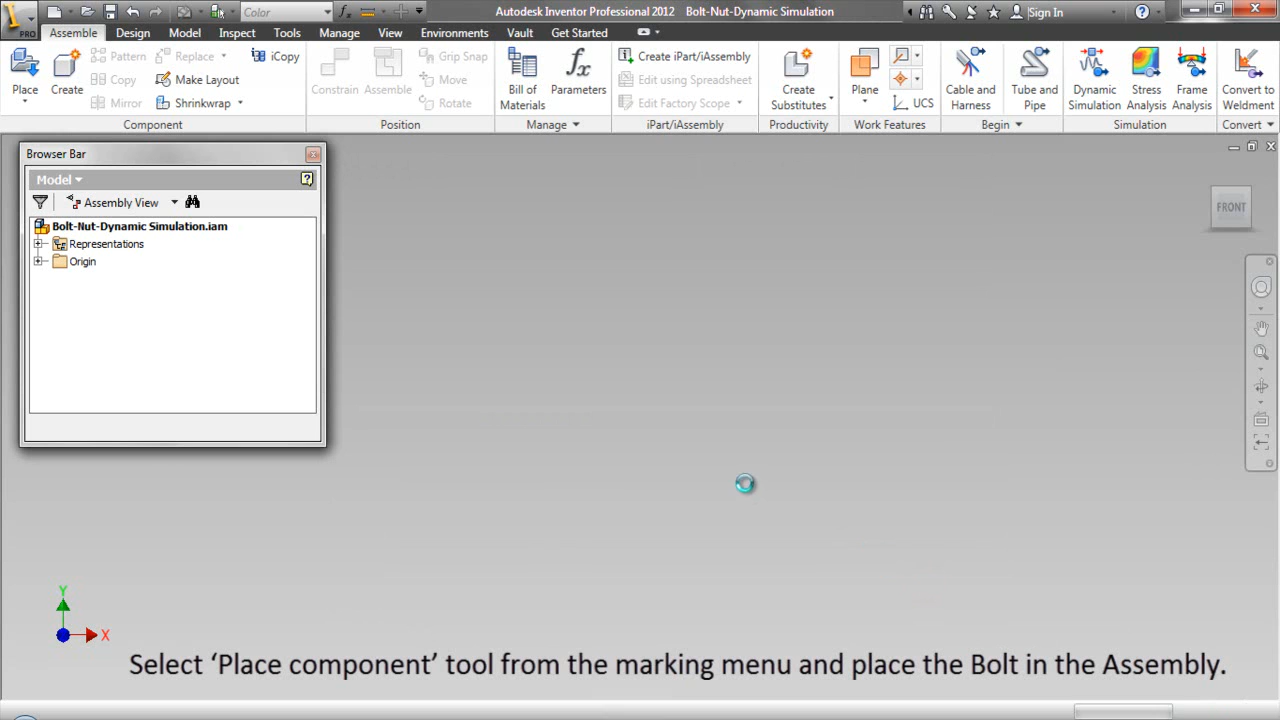 Color
Autodesk Inventor Professional 2012 Bolt-Nut-Dynamic Simulation
Sign In
PRO
Assemble Design Model Inspect Tools Manage View Environments Vault Get Started
Place
Create
Pattern
Copy
Mirror
Replace
Make Layout
Shrinkwrap
iCopy
Component
Constrain
Assemble
Grip Snap
Move
Rotate
Position
Bill of
Materials
Parameters
Manage
Create iPart/iAssembly
Edit using Spreadsheet
Edit Factory Scope
iPart/iAssembly
Create
Substitutes
Productivity
Plane
UCS
Work Features
Cable and
Harness
Tube and
Pipe
Begin
Dynamic
Simulation
Stress
Analysis
Frame
Analysis
Simulation
Convert to
Weldment
Convert
Browser Bar
Model
Assembly View
Bolt-Nut-Dynamic Simulation.iam
Representations
Origin
FRONT
Y
X
Select ‘Place component’ tool from the marking menu and place the Bolt in the Assembly.